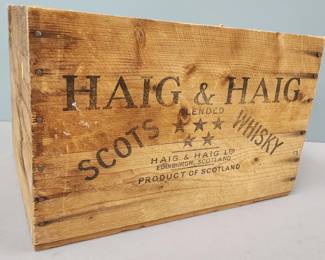 HAIG & HAIG
BLENDED
SCOTS WHISKY
HAIG & HAIG LTD
EDINBURGH, SCOTLAND
PRODUCT OF SCOTLAND